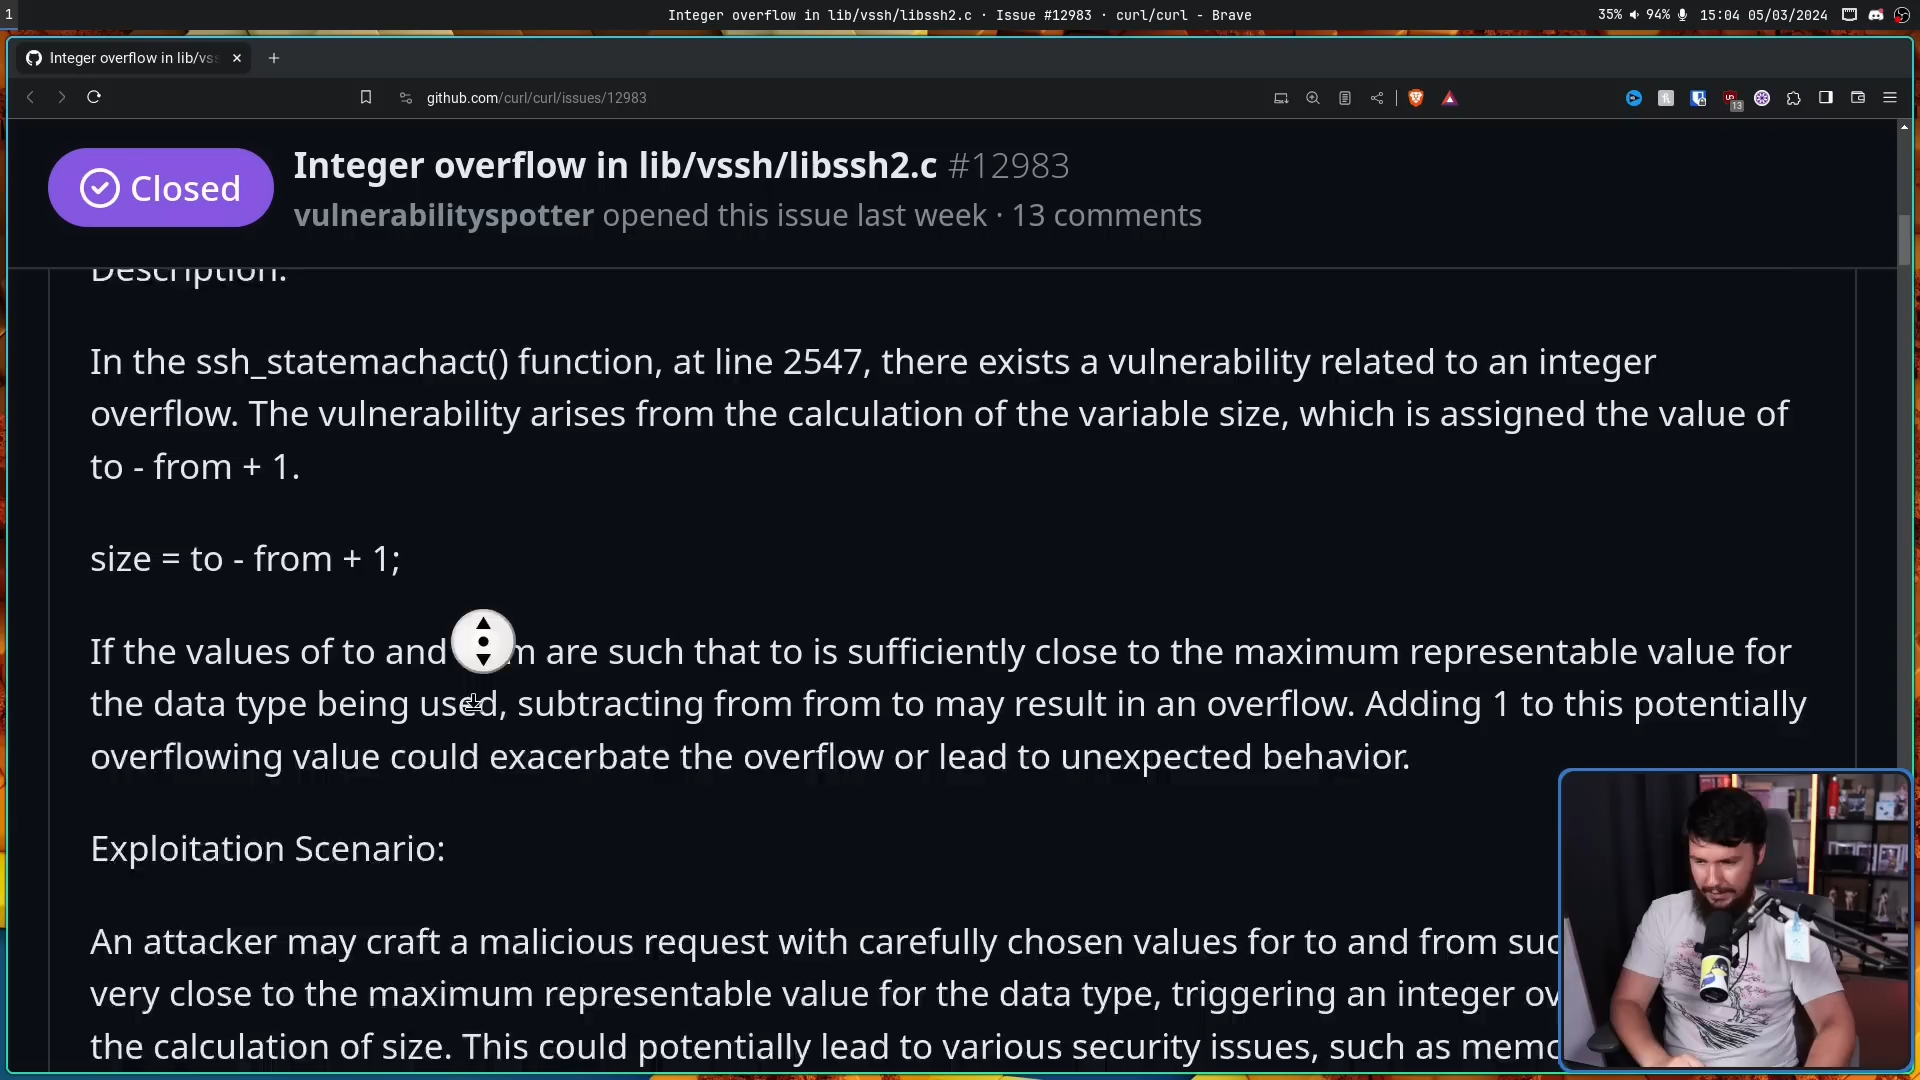 1
Integer overflow in lib/vssh/libssh2.c · Issue #12983 · curl/curl - Brave
35% 94% 15:04 05/03/2024
Integer overflow in lib/vss
github.com/curl/curl/issues/12983
13
Closed
Integer overflow in lib/vssh/libssh2.c #12983
vulnerabilityspotter opened this issue last week · 13 comments
Description:
In the ssh_statemachact() function, at line 2547, there exists a vulnerability related to an integer
overflow. The vulnerability arises from the calculation of the variable size, which is assigned the value of
to - from + 1.
size = to - from + 1;
If the values of to and m are such that to is sufficiently close to the maximum representable value for
the data type being used, subtracting from from to may result in an overflow. Adding 1 to this potentially
overflowing value could exacerbate the overflow or lead to unexpected behavior.
Exploitation Scenario:
An attacker may craft a malicious request with carefully chosen values for to and from suc
very close to the maximum representable value for the data type, triggering an integer ov
the calculation of size. This could potentially lead to various security issues, such as memo